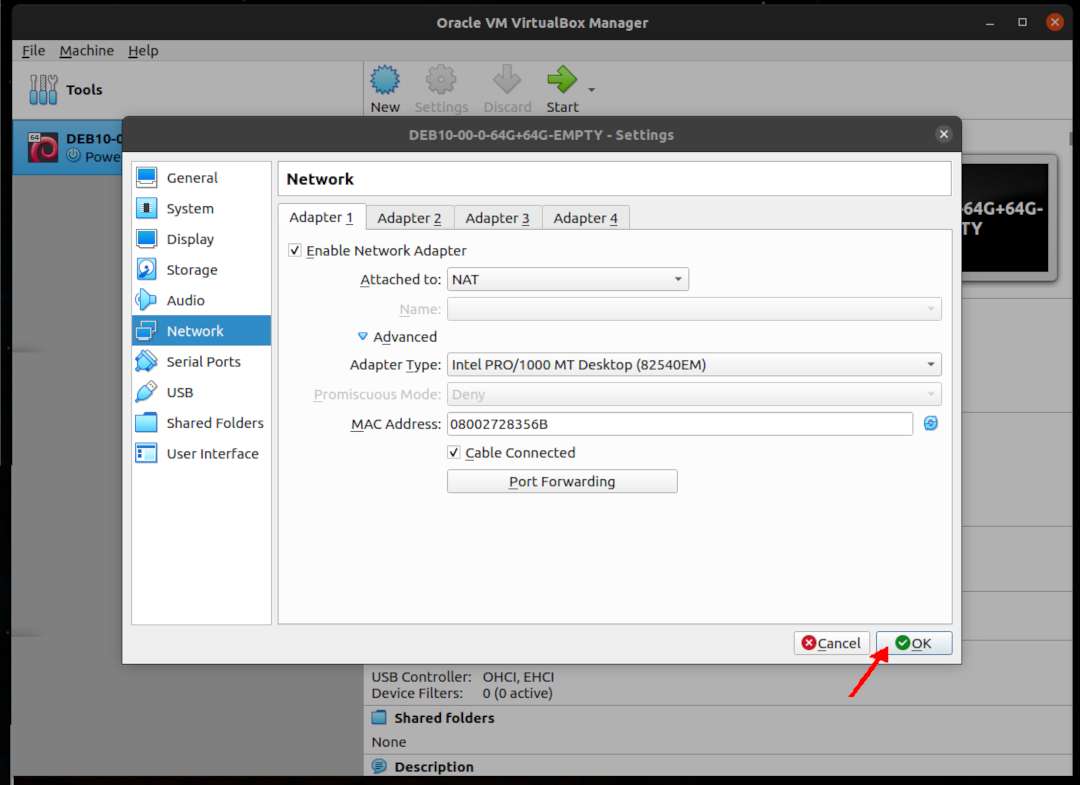 Oracle VM VirtualBox Manager
File Machine Help
Tools
New Settings Discard Start
64 DEB10-0
Powe
DEB10-00-0-64G+64G-EMPTY - Settings
General
System
Display
Storage
Audio
Network
Serial Ports
USB
Shared Folders
User Interface
Network
Adapter 1 Adapter 2 Adapter 3 Adapter 4
Enable Network Adapter
Attached to: NAT
Name:
Advanced
Adapter Type: Intel PRO/1000 MT Desktop (82540EM)
Promiscuous Mode: Deny
MAC Address: 08002728356B
Cable Connected
Port Forwarding
Cancel OK
-64G+64G-
TY
USB Controller: OHCI, EHCI
Device Filters: 0 (0 active)
Shared folders
None
Description